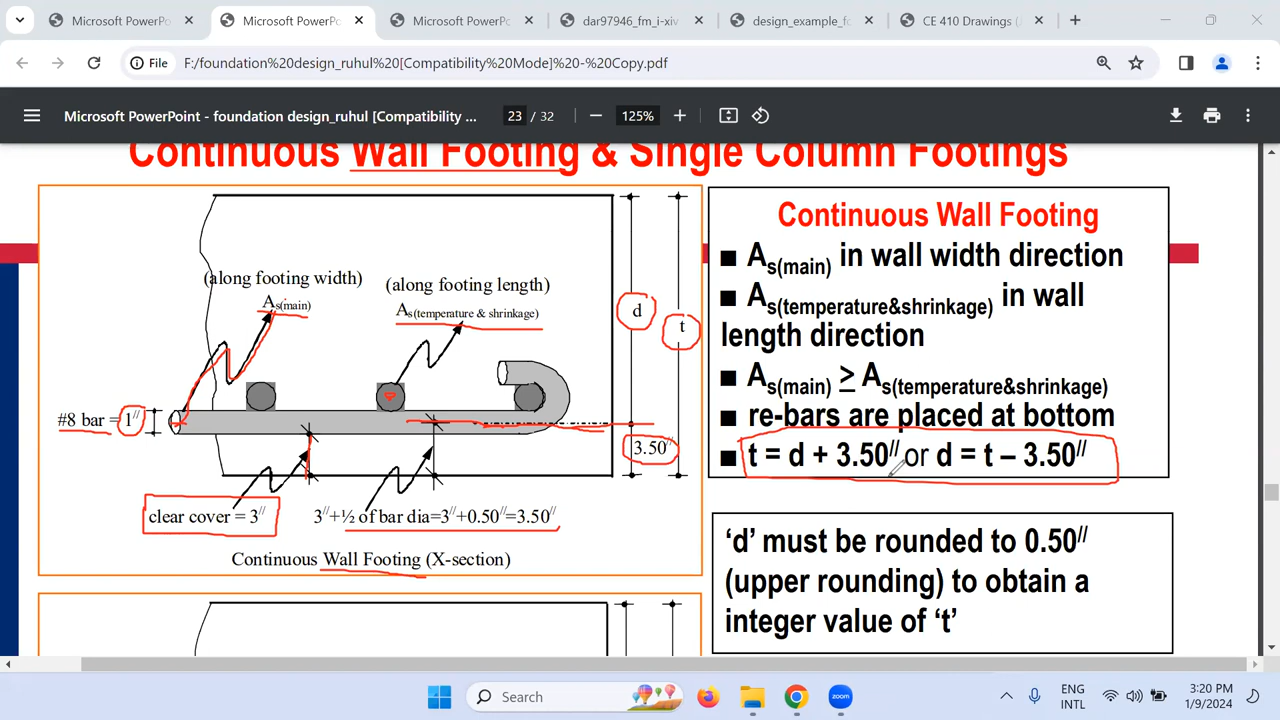 Microsoft PowerPoi
Microsoft PowerPoi
Microsoft PowerPoi
dar97946_fm_i-xiv
design_example_fo
CE 410 Drawings (
File
F:/foundation%20design_ruhul%20[Compatibility%20Mode]%20-%20Copy.pdf
Microsoft PowerPoint - foundation design_ruhul [Compatibility ...
23 / 32
125%
Continuous Wall Footing & Single Column Footings
(along footing width)
As(main)
(along footing length)
As(temperature & shrinkage)
d
t
#8 bar = 1//
3.50//
clear cover = 3//
3//+½ of bar dia=3//+0.50//=3.50//
Continuous Wall Footing (X-section)
Continuous Wall Footing
■ As(main) in wall width direction
■ As(temperature&shrinkage) in wall
length direction
■ As(main) ≥ As(temperature&shrinkage)
■ re-bars are placed at bottom
■ t = d + 3.50// or d = t – 3.50//
‘d’ must be rounded to 0.50//
(upper rounding) to obtain a
integer value of ‘t’
Search
zoom
ENG
INTL
3:20 PM
1/9/2024